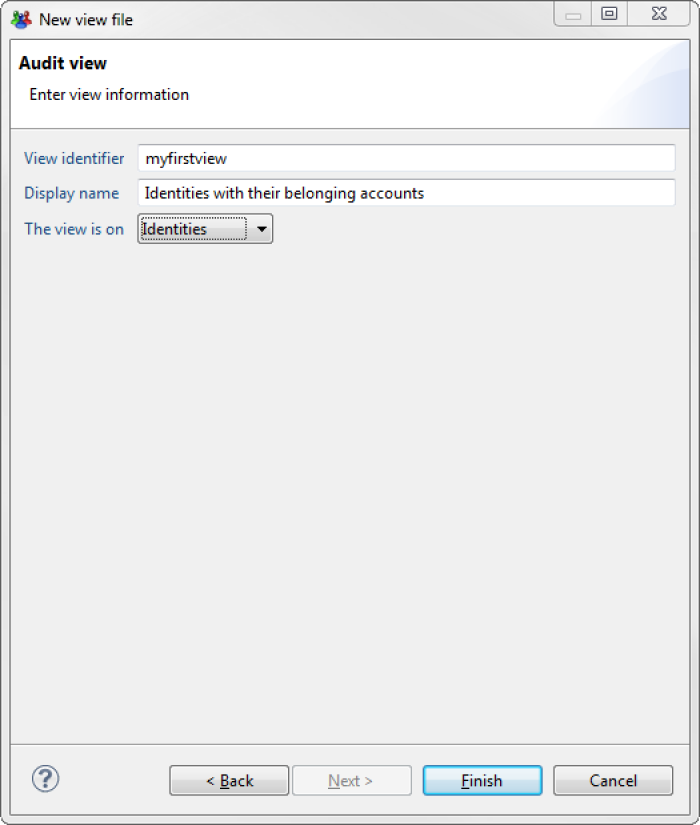 New view file
Audit view
Enter view information
View identifier myfirstview
Display name Identities with their belonging accounts
The view is on Identities
? < Back Next > Finish Cancel